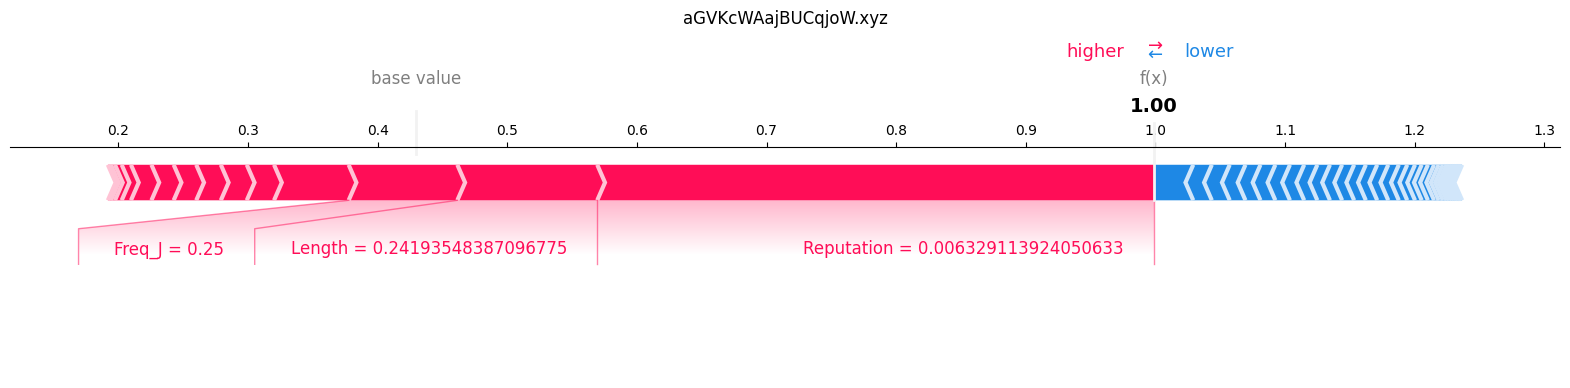 aGVKcWAajBUCqjoW.xyz
higher ⇄ lower
base value f(x)
1.00
0.2 0.3 0.4 0.5 0.6 0.7 0.8 0.9 1.0 1.1 1.2 1.3
Freq_J = 0.25 Length = 0.24193548387096775 Reputation = 0.006329113924050633